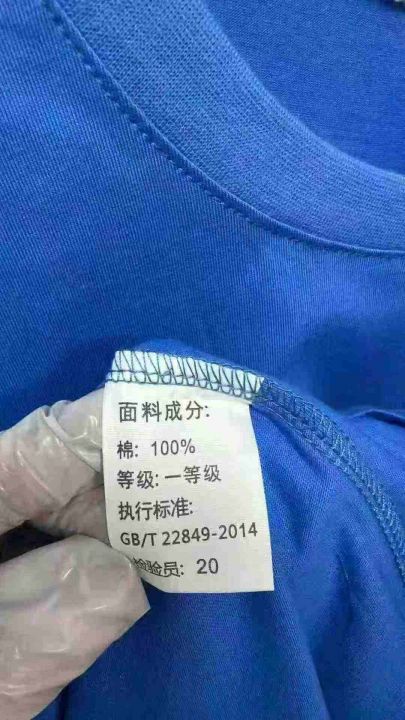 面料成分:
棉: 100%
等级: 一等级
执行标准:
GB/T 22849-2014
检验员: 20